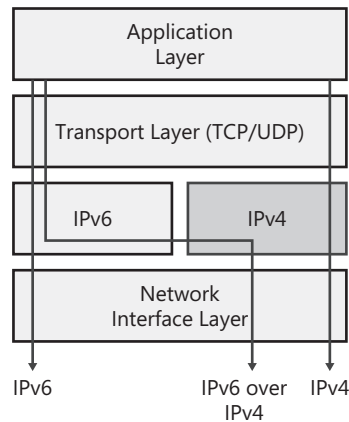 Application
Layer
Transport Layer (TCP/UDP)
IPv6
IPv4
Network
Interface Layer
IPv6
IPv6 over
IPv4
IPv4